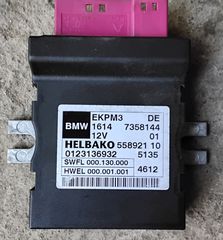 BMW EKPM3 DE
1614 7358144
12V 01
HELBAKO 558921 10
0123136932 5135
SWFL 000.130.000
HWEL 000.001.001 4612